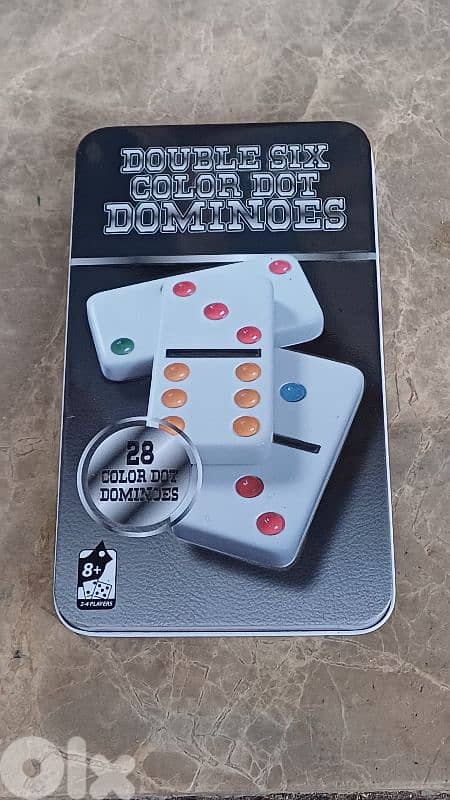 DOUBLE SIX
COLOR DOT
DOMINOES
28
COLOR DOT
DOMINOES
8+
2-4 PLAYERS
Olx